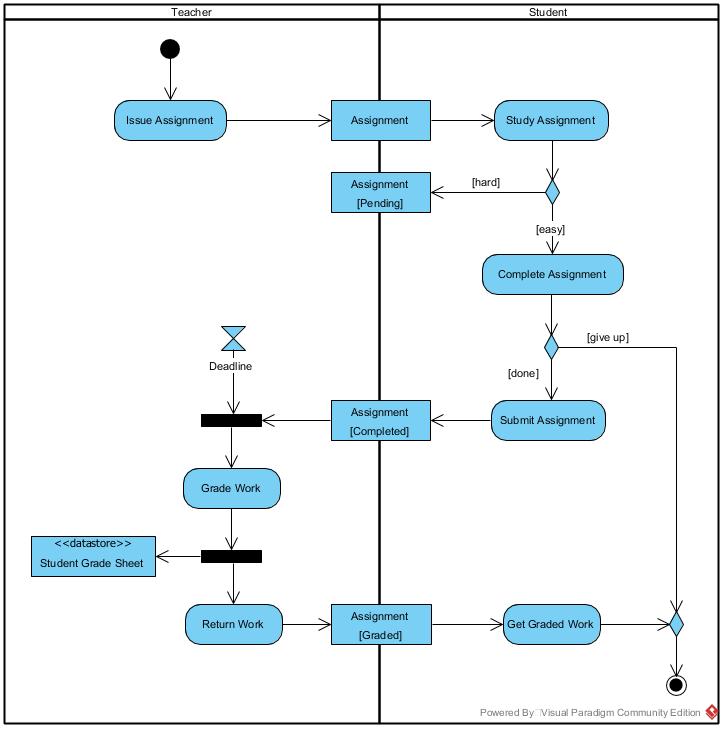 Teacher
Student
Issue Assignment
Assignment
Study Assignment
[hard]
Assignment
[Pending]
[easy]
Complete Assignment
[give up]
Deadline
[done]
Assignment
[Completed]
Submit Assignment
Grade Work
<<datastore>>
Student Grade Sheet
Return Work
Assignment
[Graded]
Get Graded Work
Powered By Visual Paradigm Community Edition